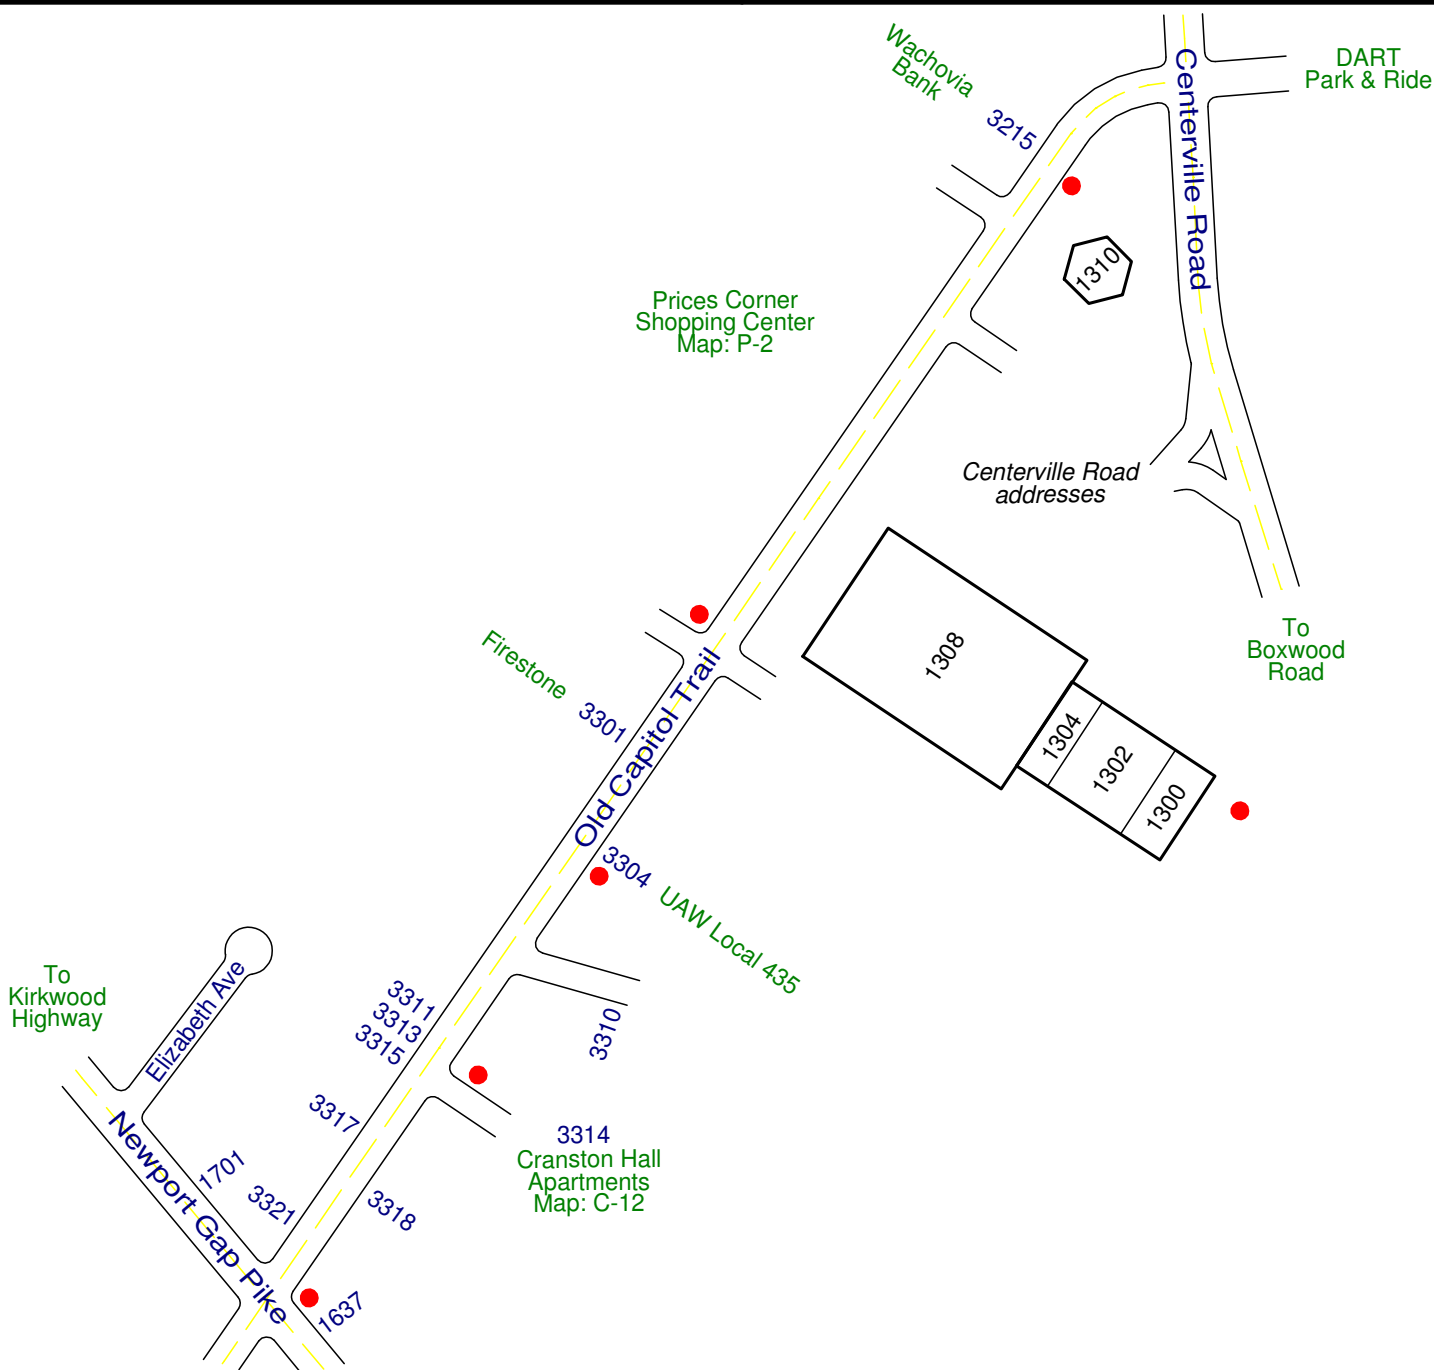 Wachovia
Bank
3215
Centerville Road
DART
Park & Ride
1310
Prices Corner
Shopping Center
Map: P-2
Centerville Road
addresses
To
Boxwood
Road
Firestone
3301
Old Capitol Trail
1308
1304
1302
1300
3304
UAW Local 435
To
Kirkwood
Highway
Elizabeth Ave
3311
3313
3315
3310
3317
3314
Cranston Hall
Apartments
Map: C-12
Newport Gap Pike
1701
3321
3318
1637